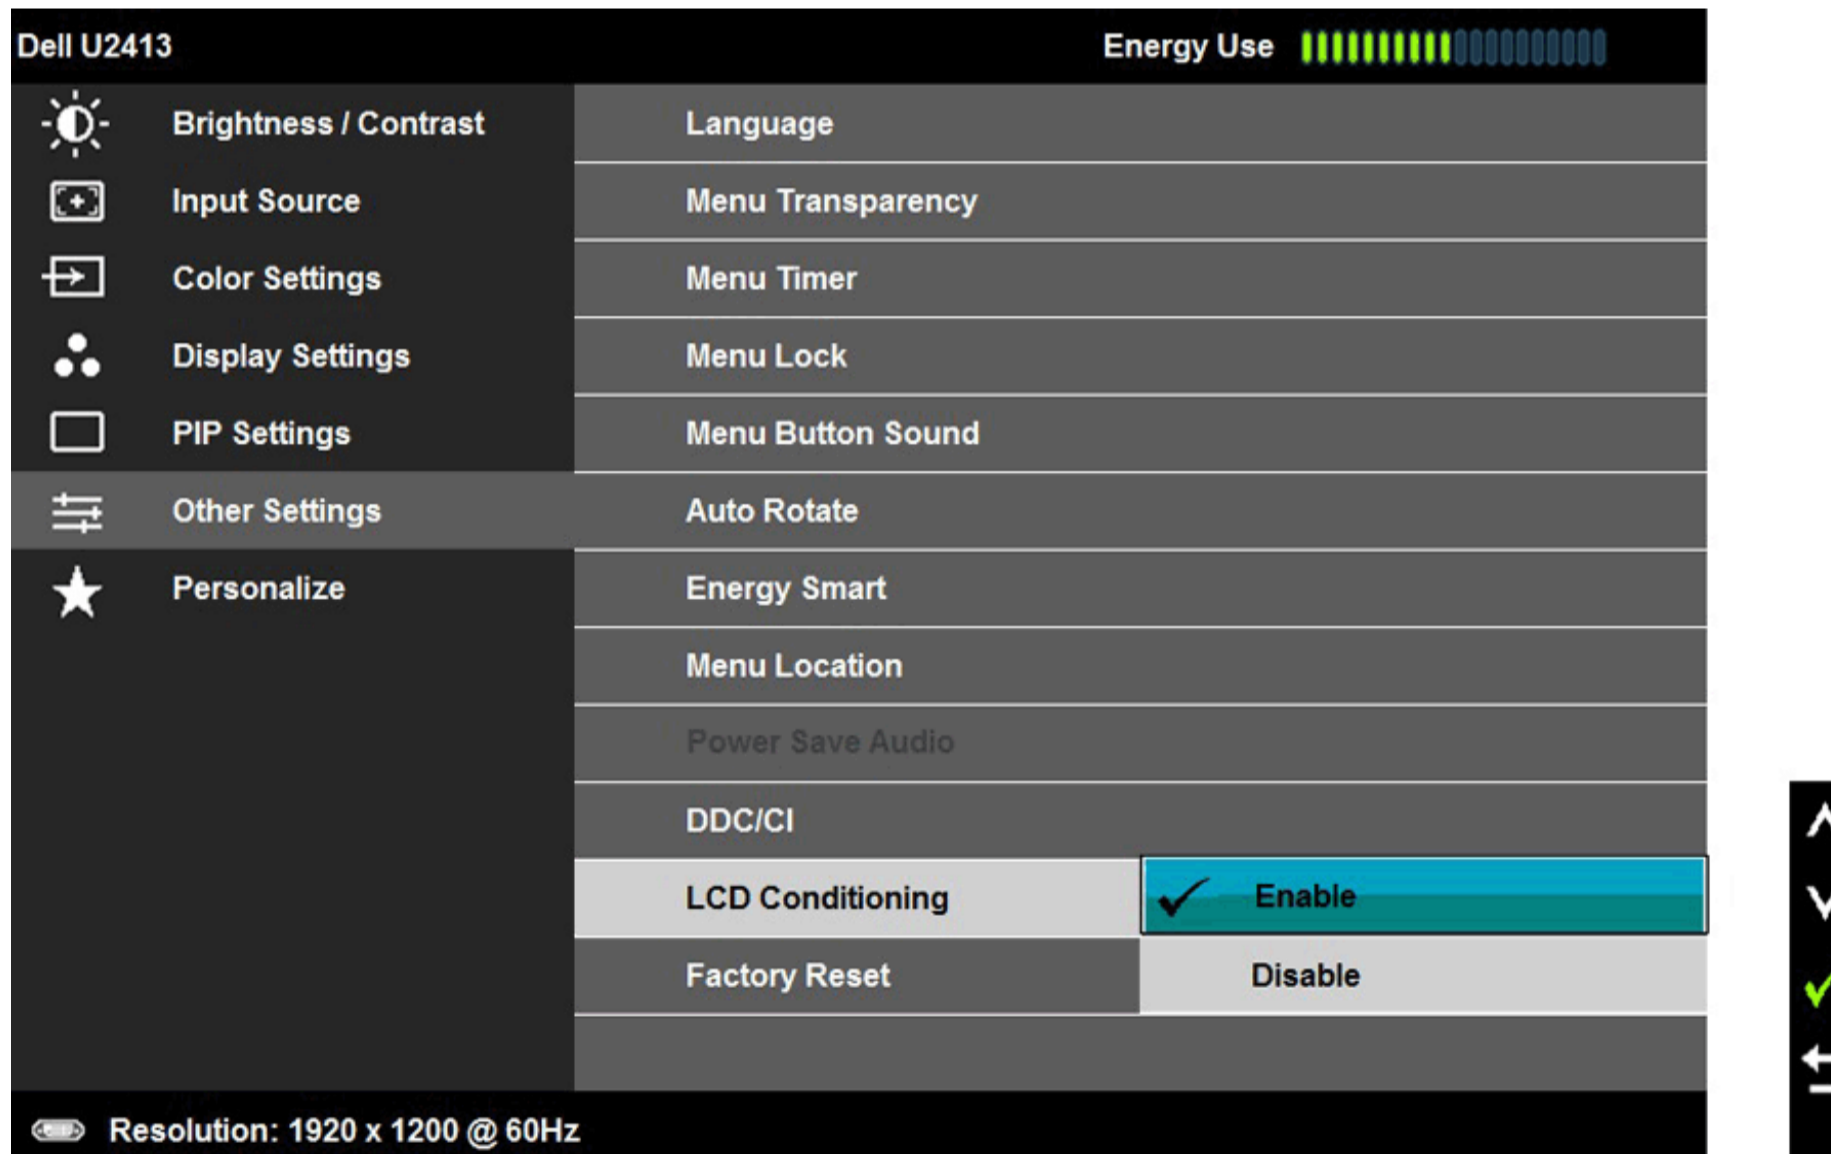 Dell U2413
Energy Use
Brightness / Contrast
Input Source
Color Settings
Display Settings
PIP Settings
Other Settings
Personalize
Language
Menu Transparency
Menu Timer
Menu Lock
Menu Button Sound
Auto Rotate
Energy Smart
Menu Location
Power Save Audio
DDC/CI
LCD Conditioning
Enable
Factory Reset
Disable
Resolution: 1920 x 1200 @ 60Hz